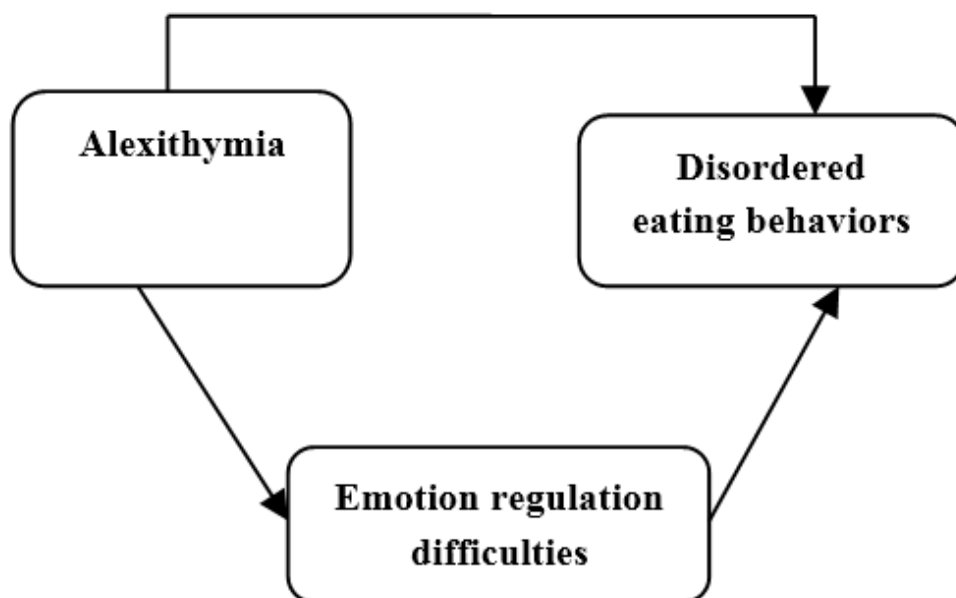 Alexithymia
Disordered
eating behaviors
Emotion regulation
difficulties